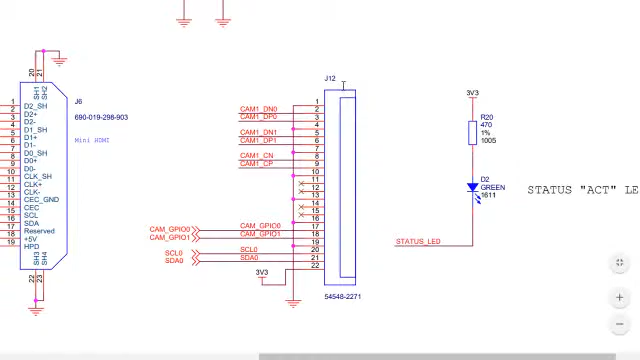 J6
690-019-298-903
Mini HDMI
20
21
SH1
SH2
1 D2_SH
2 D2+
3 D2-
4 D1_SH
5 D1+
6 D1-
7 D0_SH
8 D0+
9 D0-
10 CLK_SH
11 CLK+
12 CLK-
13 CEC_GND
14 CEC
15 SCL
16 SDA
17 Reserved
18 +5V
19 HPD
SH3
SH4
22
23
J12
1
CAM1_DN0 2
CAM1_DP0 3
4
CAM1_DN1 5
CAM1_DP1 6
7
CAM1_CN 8
CAM1_CP 9
10
11
12
13
14
15
16
CAM_GPIO0 CAM_GPIO0 17
CAM_GPIO1 CAM_GPIO1 18
19
SCL0 SCL0 20
SDA0 SDA0 21
3V3 22
54548-2271
3V3
R20
470
1%
1005
D2
GREEN
1611
STATUS "ACT" LE
STATUS_LED